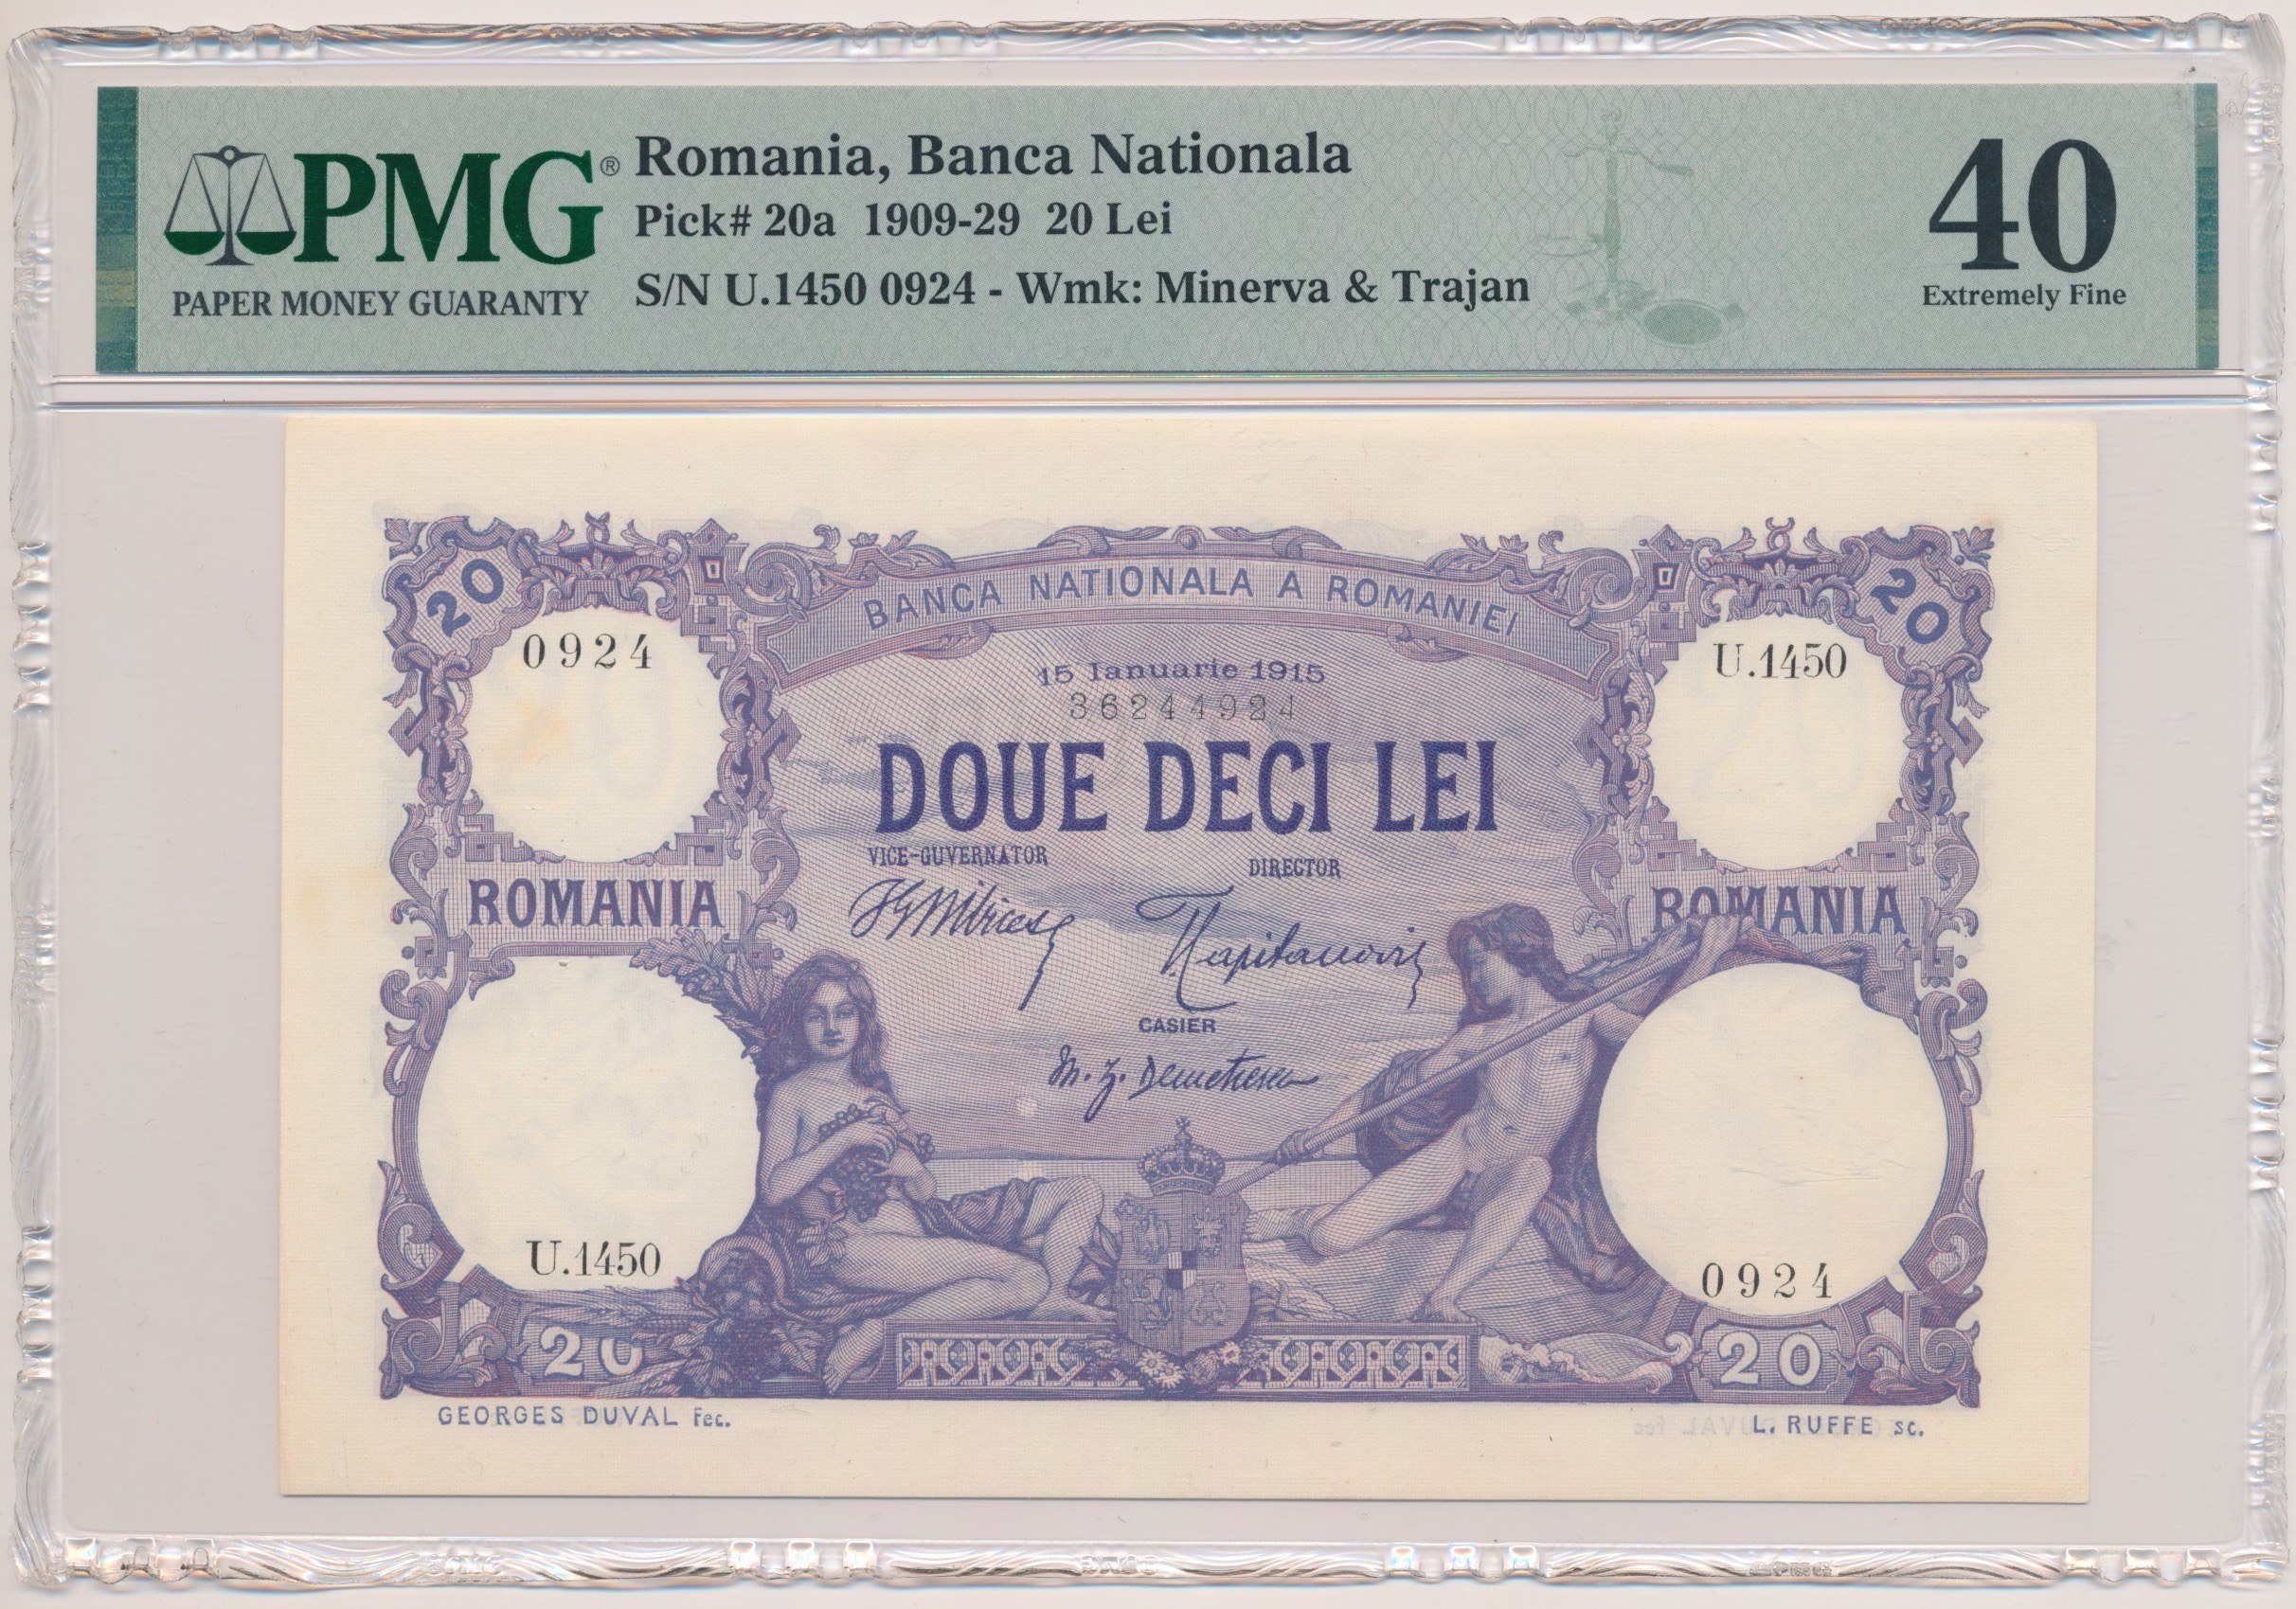 PMG®
PAPER MONEY GUARANTY
Romania, Banca Nationala
Pick# 20a 1909-29 20 Lei
S/N U.1450 0924 - Wmk: Minerva & Trajan
40
Extremely Fine
20
20
BANCA NATIONALA A ROMANIEI
0924
U.1450
15 Ianuarie 1915
36244924
DOUE DECI LEI
VICE-GUVERNATOR
DIRECTOR
ROMANIA
ROMANIA
CASIER
M. Z. Demetrescu
U.1450
0924
20
20
GEORGES DUVAL Fec.
L. RUFFE SC.